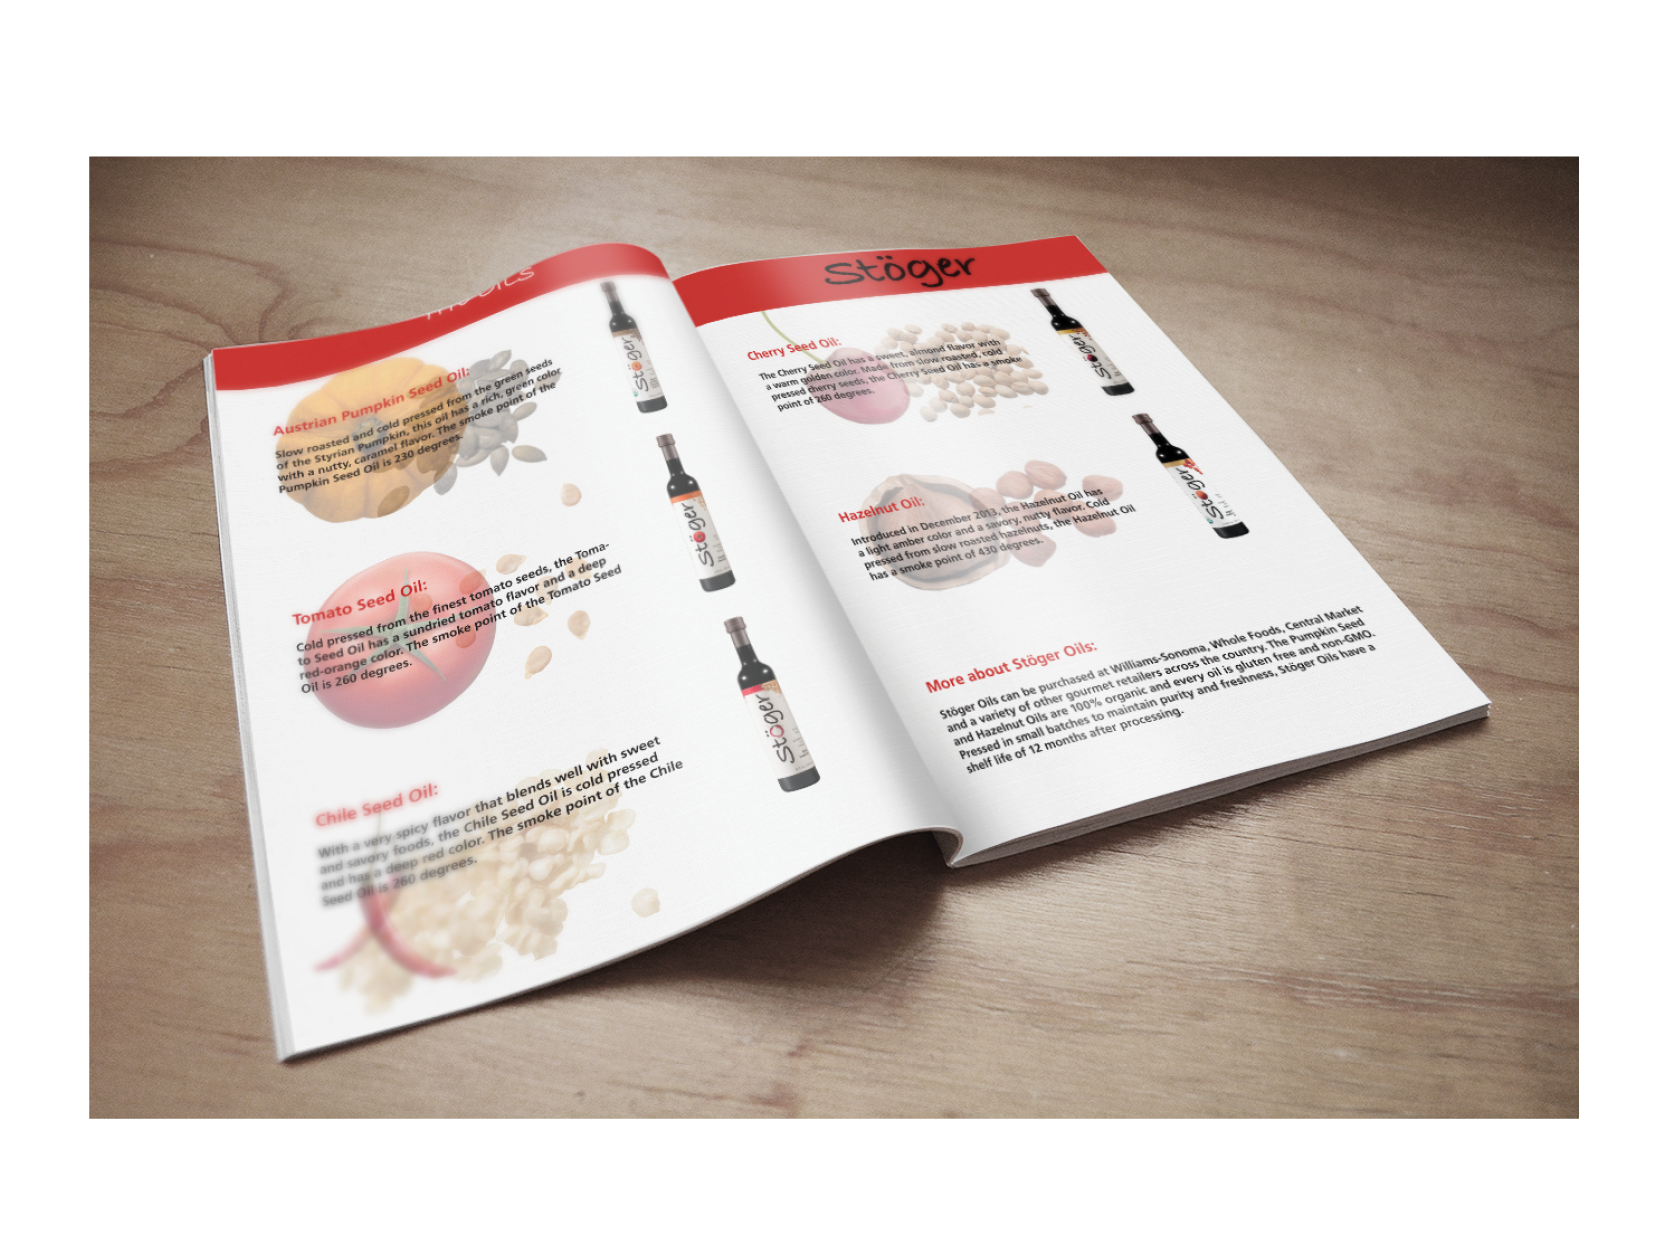 THE OILS
Austrian Pumpkin Seed Oil:
Slow roasted and cold pressed from the green seeds
of the Styrian Pumpkin, this oil has a rich, green color
with a nutty, caramel flavor. The smoke point of the
Pumpkin Seed Oil is 230 degrees.
Stöger
Tomato Seed Oil:
Cold pressed from the finest tomato seeds, the Toma-
to Seed Oil has a sundried tomato flavor and a deep
red-orange color. The smoke point of the Tomato Seed
Oil is 260 degrees.
Stöger
Chile Seed Oil:
With a very spicy flavor that blends well with sweet
and savory foods, the Chile Seed Oil is cold pressed
and has a deep red color. The smoke point of the Chile
Seed Oil is 260 degrees.
Stöger
Stöger
Cherry Seed Oil:
The Cherry Seed Oil has a sweet, almond flavor with
a warm golden color. Made from slow roasted, cold
pressed cherry seeds, the Cherry Seed Oil has a smoke
point of 260 degrees.
Stöger
Hazelnut Oil:
Introduced in December 2013, the Hazelnut Oil has
a light amber color and a savory, nutty flavor. Cold
pressed from slow roasted hazelnuts, the Hazelnut Oil
has a smoke point of 430 degrees.
Stöger
More about Stöger Oils:
Stöger Oils can be purchased at Williams-Sonoma, Whole Foods, Central Market
and a variety of other gourmet retailers across the country. The Pumpkin Seed
and Hazelnut Oils are 100% organic and every oil is gluten free and non-GMO.
Pressed in small batches to maintain purity and freshness, Stöger Oils have a
shelf life of 12 months after processing.